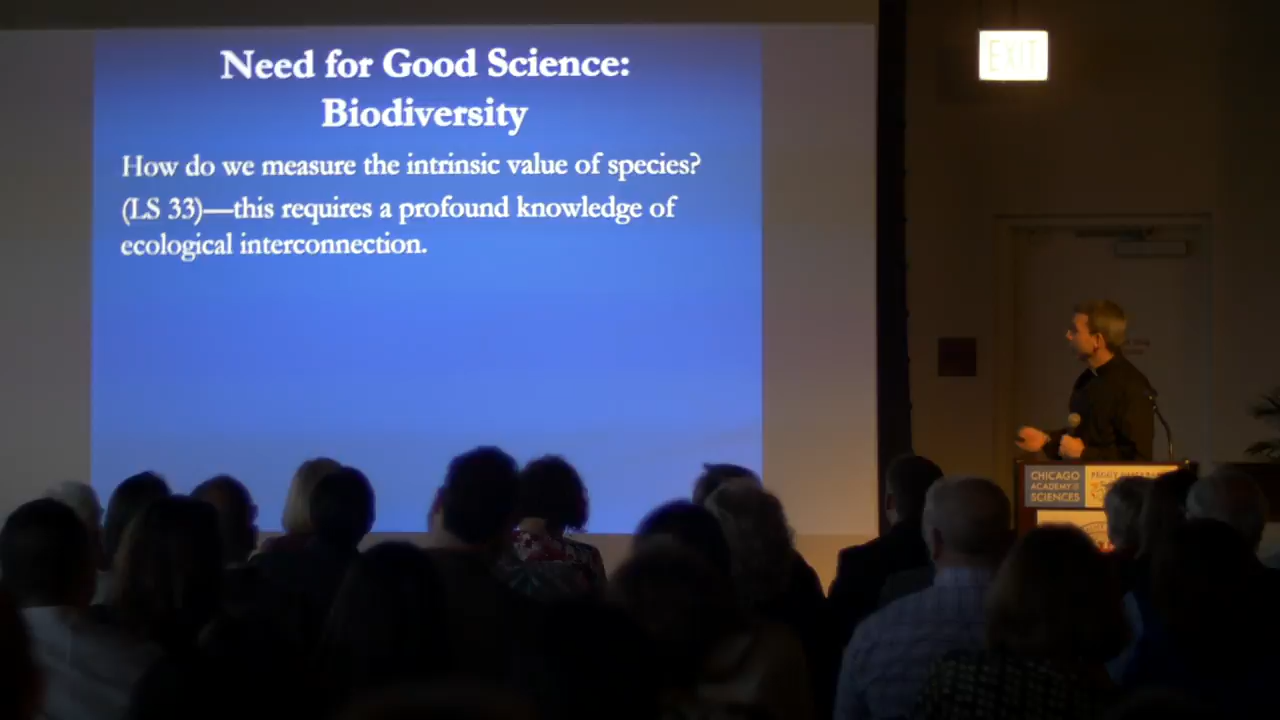 Need for Good Science:
Biodiversity
How do we measure the intrinsic value of species?
(LS 33)—this requires a profound knowledge of
ecological interconnection.
EXIT
CHICAGO
ACADEMY OF
SCIENCES
PEGGY